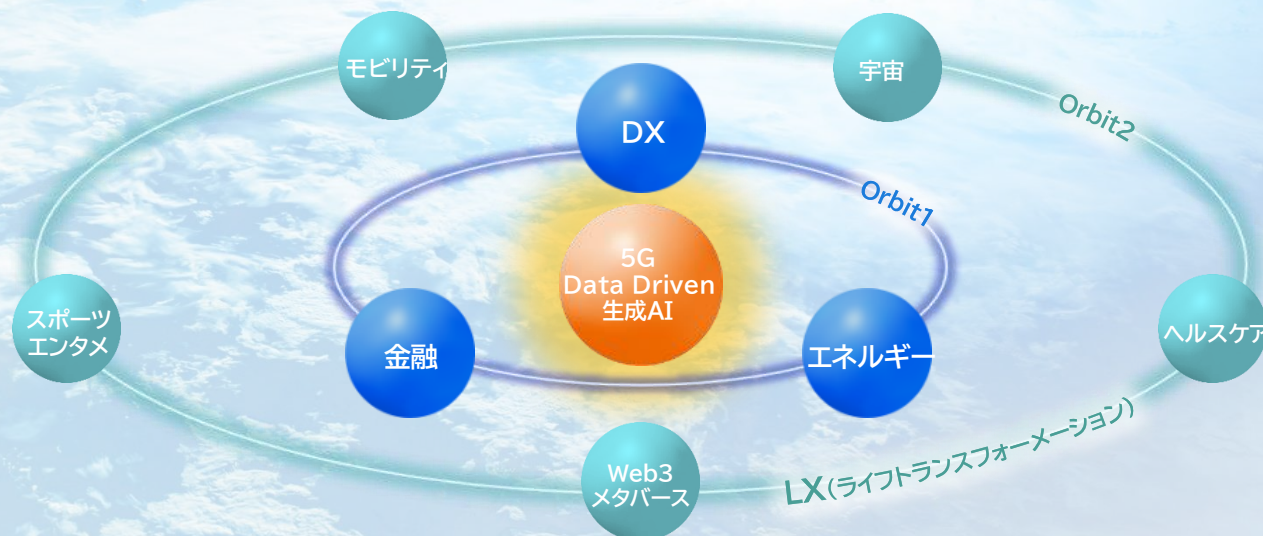 モビリティ
宇宙
Orbit2
DX
Orbit1
5G
Data Driven
生成AI
スポーツ
エンタメ
金融
エネルギー
ヘルスケア
Web3
メタバース
LX(ライフトランスフォーメーション)